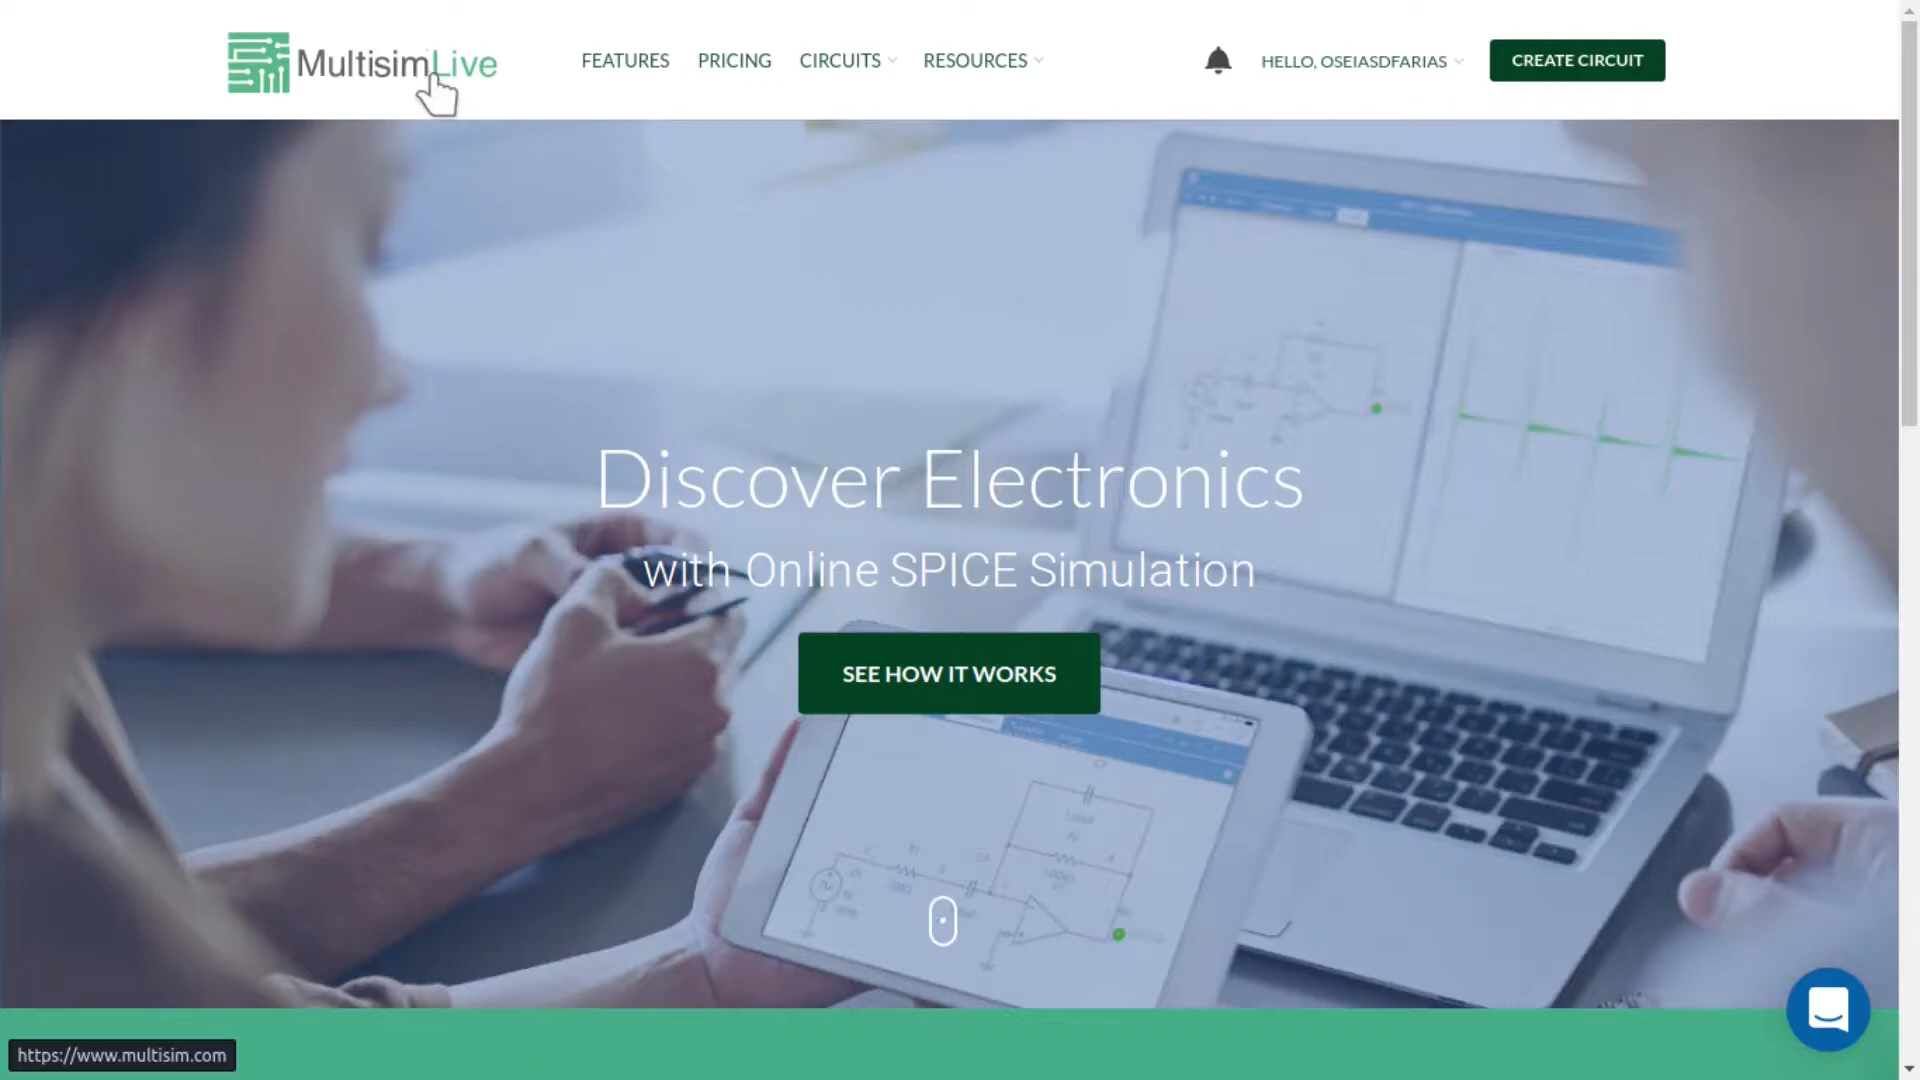 MultisimLive
FEATURES
PRICING
CIRCUITS
RESOURCES
HELLO, OSEIASDFARIAS
CREATE CIRCUIT
Discover Electronics
with Online SPICE Simulation
SEE HOW IT WORKS
https://www.multisim.com